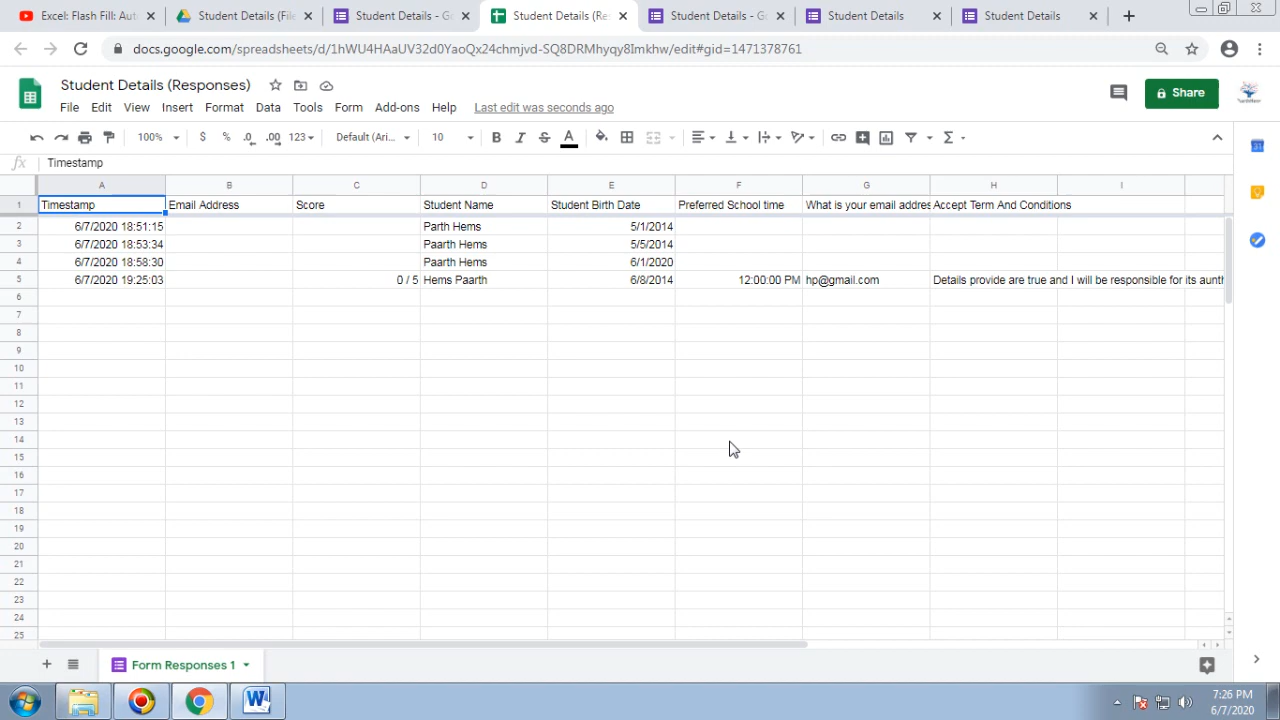 Excel: Flash Fill: Aut
Student Details (File
Student Details - Go
Student Details (Res
Student Details - G
Student Details
Student Details
docs.google.com/spreadsheets/d/1hWU4HAaUV32d0YaoQx24chmjvd-SQ8DRMhyqy8Imkhw/edit#gid=1471378761
Student Details (Responses)
File Edit View Insert Format Data Tools Form Add-ons Help Last edit was seconds ago
Share
100% $ % .0 .00 123 Default (Ari... 10 B I S A
fx Timestamp
A B C D E F G H I
1 Timestamp Email Address Score Student Name Student Birth Date Preferred School time What is your email addres Accept Term And Conditions
2 6/7/2020 18:51:15 Parth Hems 5/1/2014
3 6/7/2020 18:53:34 Paarth Hems 5/5/2014
4 6/7/2020 18:58:30 Paarth Hems 6/1/2020
5 6/7/2020 19:25:03 0 / 5 Hems Paarth 6/8/2014 12:00:00 PM hp@gmail.com Details provide are true and I will be responsible for its aunth
6
7
8
9
10
11
12
13
14
15
16
17
18
19
20
21
22
23
24
25
Form Responses 1
7:26 PM
6/7/2020